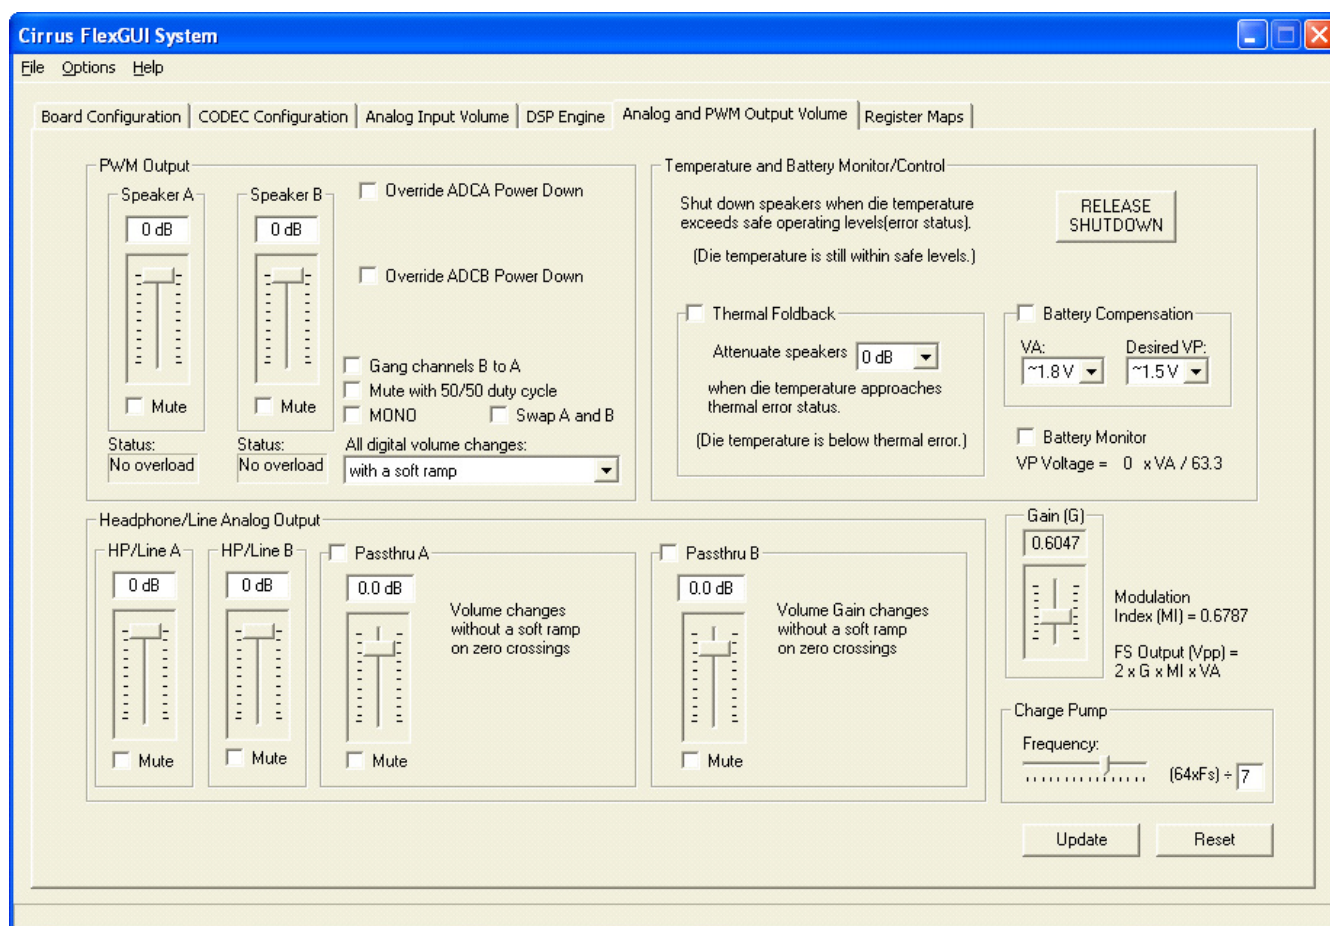 Cirrus FlexGUI System
File Options Help
Board Configuration CODEC Configuration Analog Input Volume DSP Engine Analog and PWM Output Volume Register Maps
PWM Output
Speaker A
0 dB
Mute
Status:
No overload
Speaker B
0 dB
Mute
Status:
No overload
Override ADCA Power Down
Override ADCB Power Down
Gang channels B to A
Mute with 50/50 duty cycle
MONO Swap A and B
All digital volume changes:
with a soft ramp
Temperature and Battery Monitor/Control
Shut down speakers when die temperature
exceeds safe operating levels(error status).
(Die temperature is still within safe levels.)
RELEASE
SHUTDOWN
Thermal Foldback
Attenuate speakers 0 dB
when die temperature approaches
thermal error status.
(Die temperature is below thermal error.)
Battery Compensation
VA: Desired VP:
~1.8 V ~1.5 V
Battery Monitor
VP Voltage = 0 x VA / 63.3
Headphone/Line Analog Output
HP/Line A
0 dB
Mute
HP/Line B
0 dB
Mute
Passthru A
0.0 dB
Volume changes
without a soft ramp
on zero crossings
Mute
Passthru B
0.0 dB
Volume Gain changes
without a soft ramp
on zero crossings
Mute
Gain (G)
0.6047
Modulation
Index (MI) = 0.6787
FS Output (Vpp) =
2 x G x MI x VA
Charge Pump
Frequency:
(64xFs) ÷ 7
Update Reset